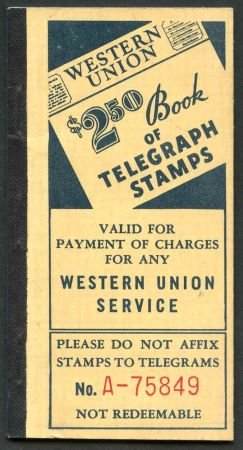 WESTERN
UNION
$2.50 Book
OF
TELEGRAPH
STAMPS
VALID FOR
PAYMENT OF CHARGES
FOR ANY
WESTERN UNION
SERVICE
PLEASE DO NOT AFFIX
STAMPS TO TELEGRAMS
No. A-75849
NOT REDEEMABLE